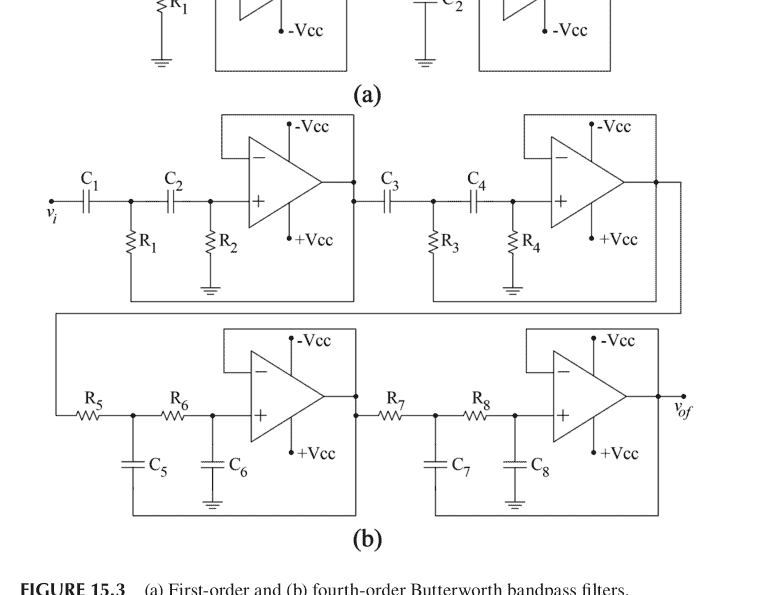 R1
-Vcc
C2
-Vcc
(a)
-Vcc
-Vcc
C1
C2
C3
C4
−
−
+
+
vi
R1
R2
+Vcc
R3
R4
+Vcc
-Vcc
-Vcc
R5
R6
R7
R8
−
−
+
+
vof
C5
C6
+Vcc
C7
C8
+Vcc
(b)
FIGURE 15.3 (a) First-order and (b) fourth-order Butterworth bandpass filters.